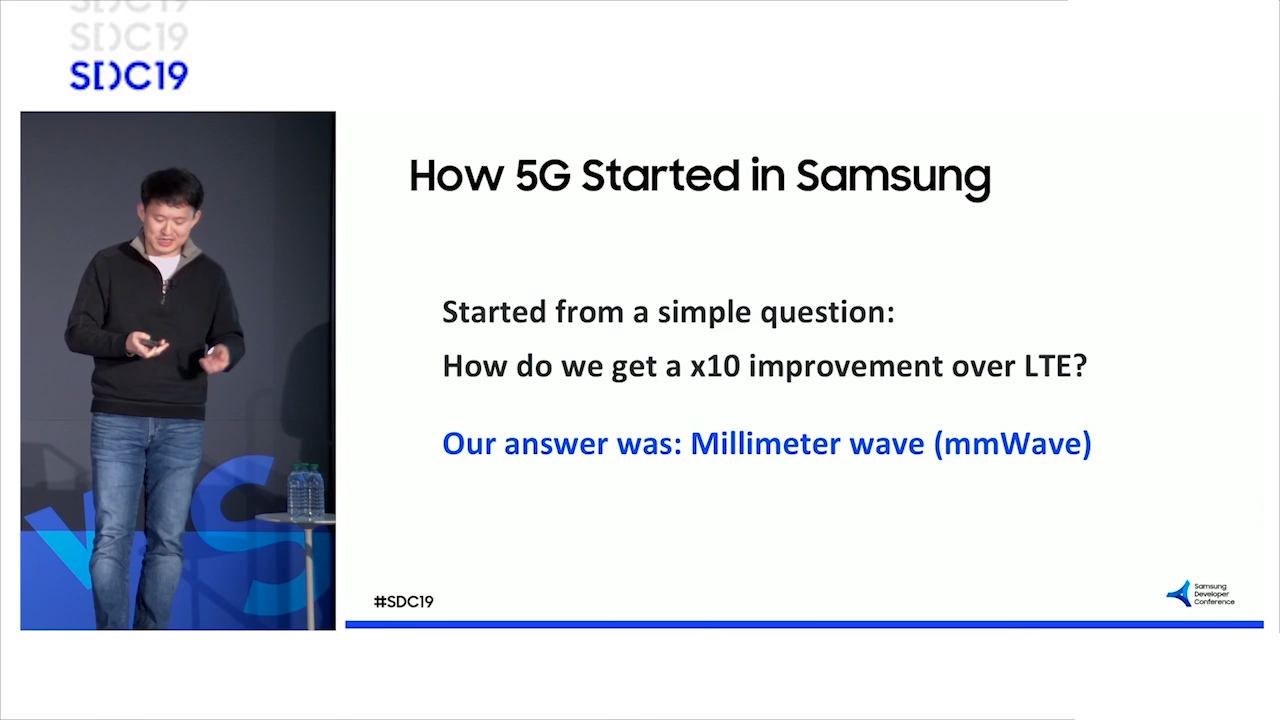 SDC19
SDC19
SDC19
How 5G Started in Samsung
Started from a simple question:
How do we get a x10 improvement over LTE?
Our answer was: Millimeter wave (mmWave)
#SDC19
Samsung
Developer
Conference